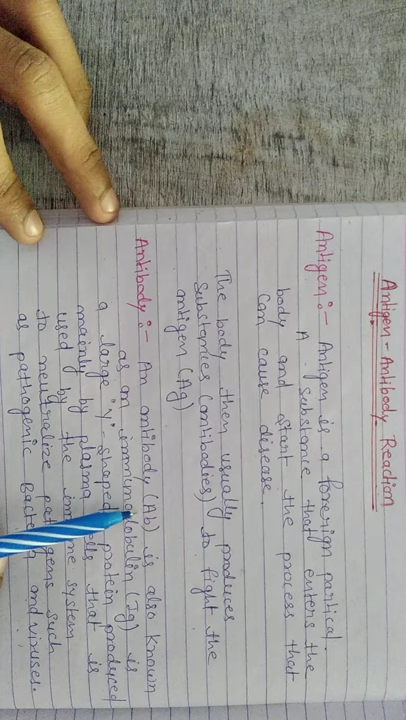 Antigen - Antibody Reaction
Antigen :- Antigen is a foreign partical.
A substance that enters the
body and start the process that
can cause disease.
The body then usually produces
substances (antibodies) to fight the
antigen (Ag)
Antibody :- An antibody (Ab) is also known
as an immunoglobulin (Ig) is
a large "Y"-shaped protein produced
mainly by plasma cells that is
used by the immune system
to neutralize pathogens such
as pathogenic Bacteria and viruses.